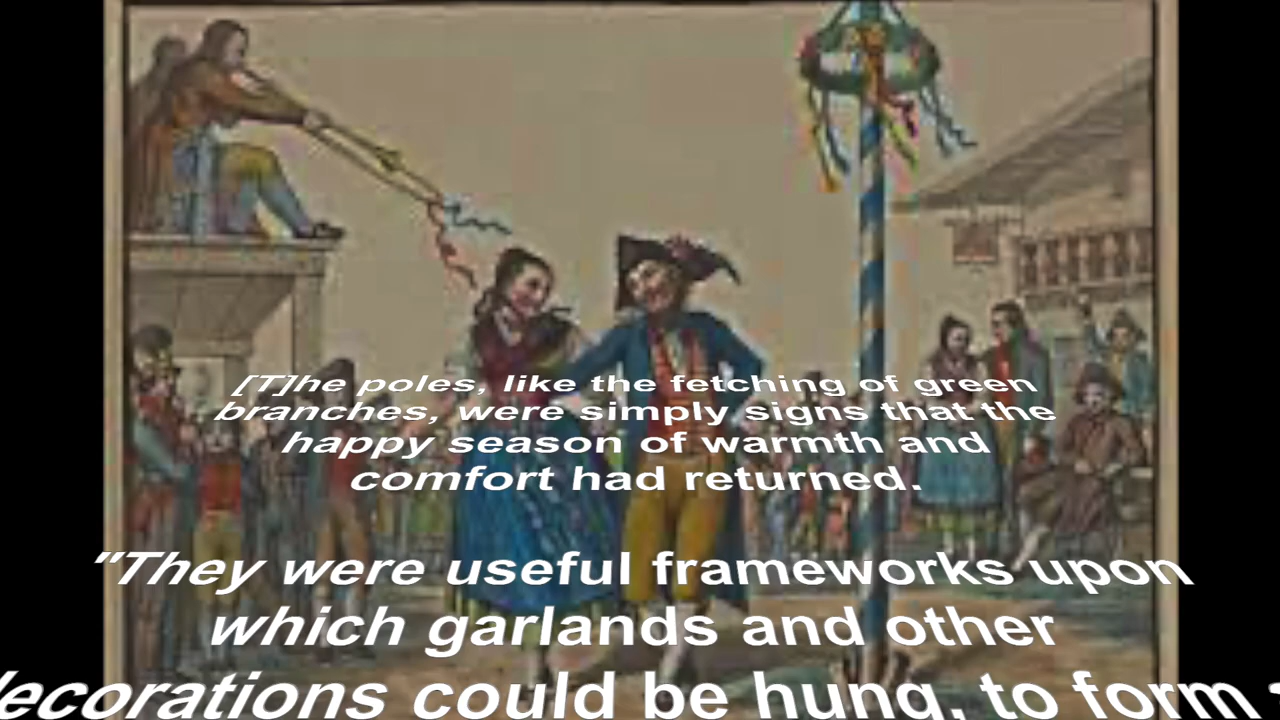 [T]he poles, like the fetching of green
branches, were simply signs that the
happy season of warmth and
comfort had returned.
"They were useful frameworks upon
which garlands and other
decorations could be hung, to form